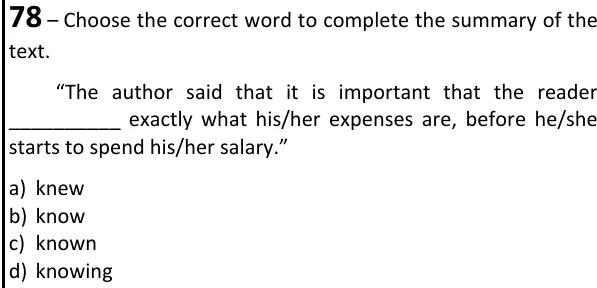 78 – Choose the correct word to complete the summary of the
text.
“The author said that it is important that the reader
__________ exactly what his/her expenses are, before he/she
starts to spend his/her salary.”
a) knew
b) know
c) known
d) knowing